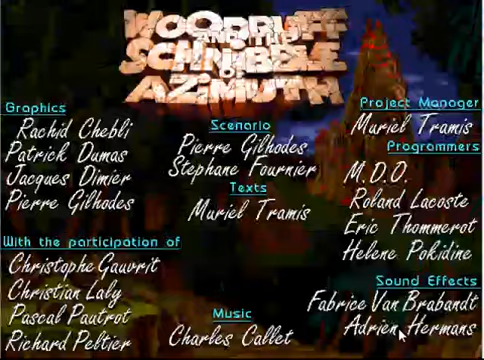 WOODRUFF
AND THE
SCHNIBBLE
OF
AZIMUTH
Graphics
Rachid Chebli
Patrick Dumas
Jacques Dimier
Pierre Gilhodes
With the participation of
Christophe Gauvrit
Christian Laly
Pascal Pautrot
Richard Peltier
Scenario
Pierre Gilhodes
Stephane Fournier
Texts
Muriel Tramis
Music
Charles Callet
Project Manager
Muriel Tramis
Programmers
M.D.O.
Roland Lacoste
Eric Thommerot
Helene Pokidine
Sound Effects
Fabrice Van Brabandt
Adrien Hermans